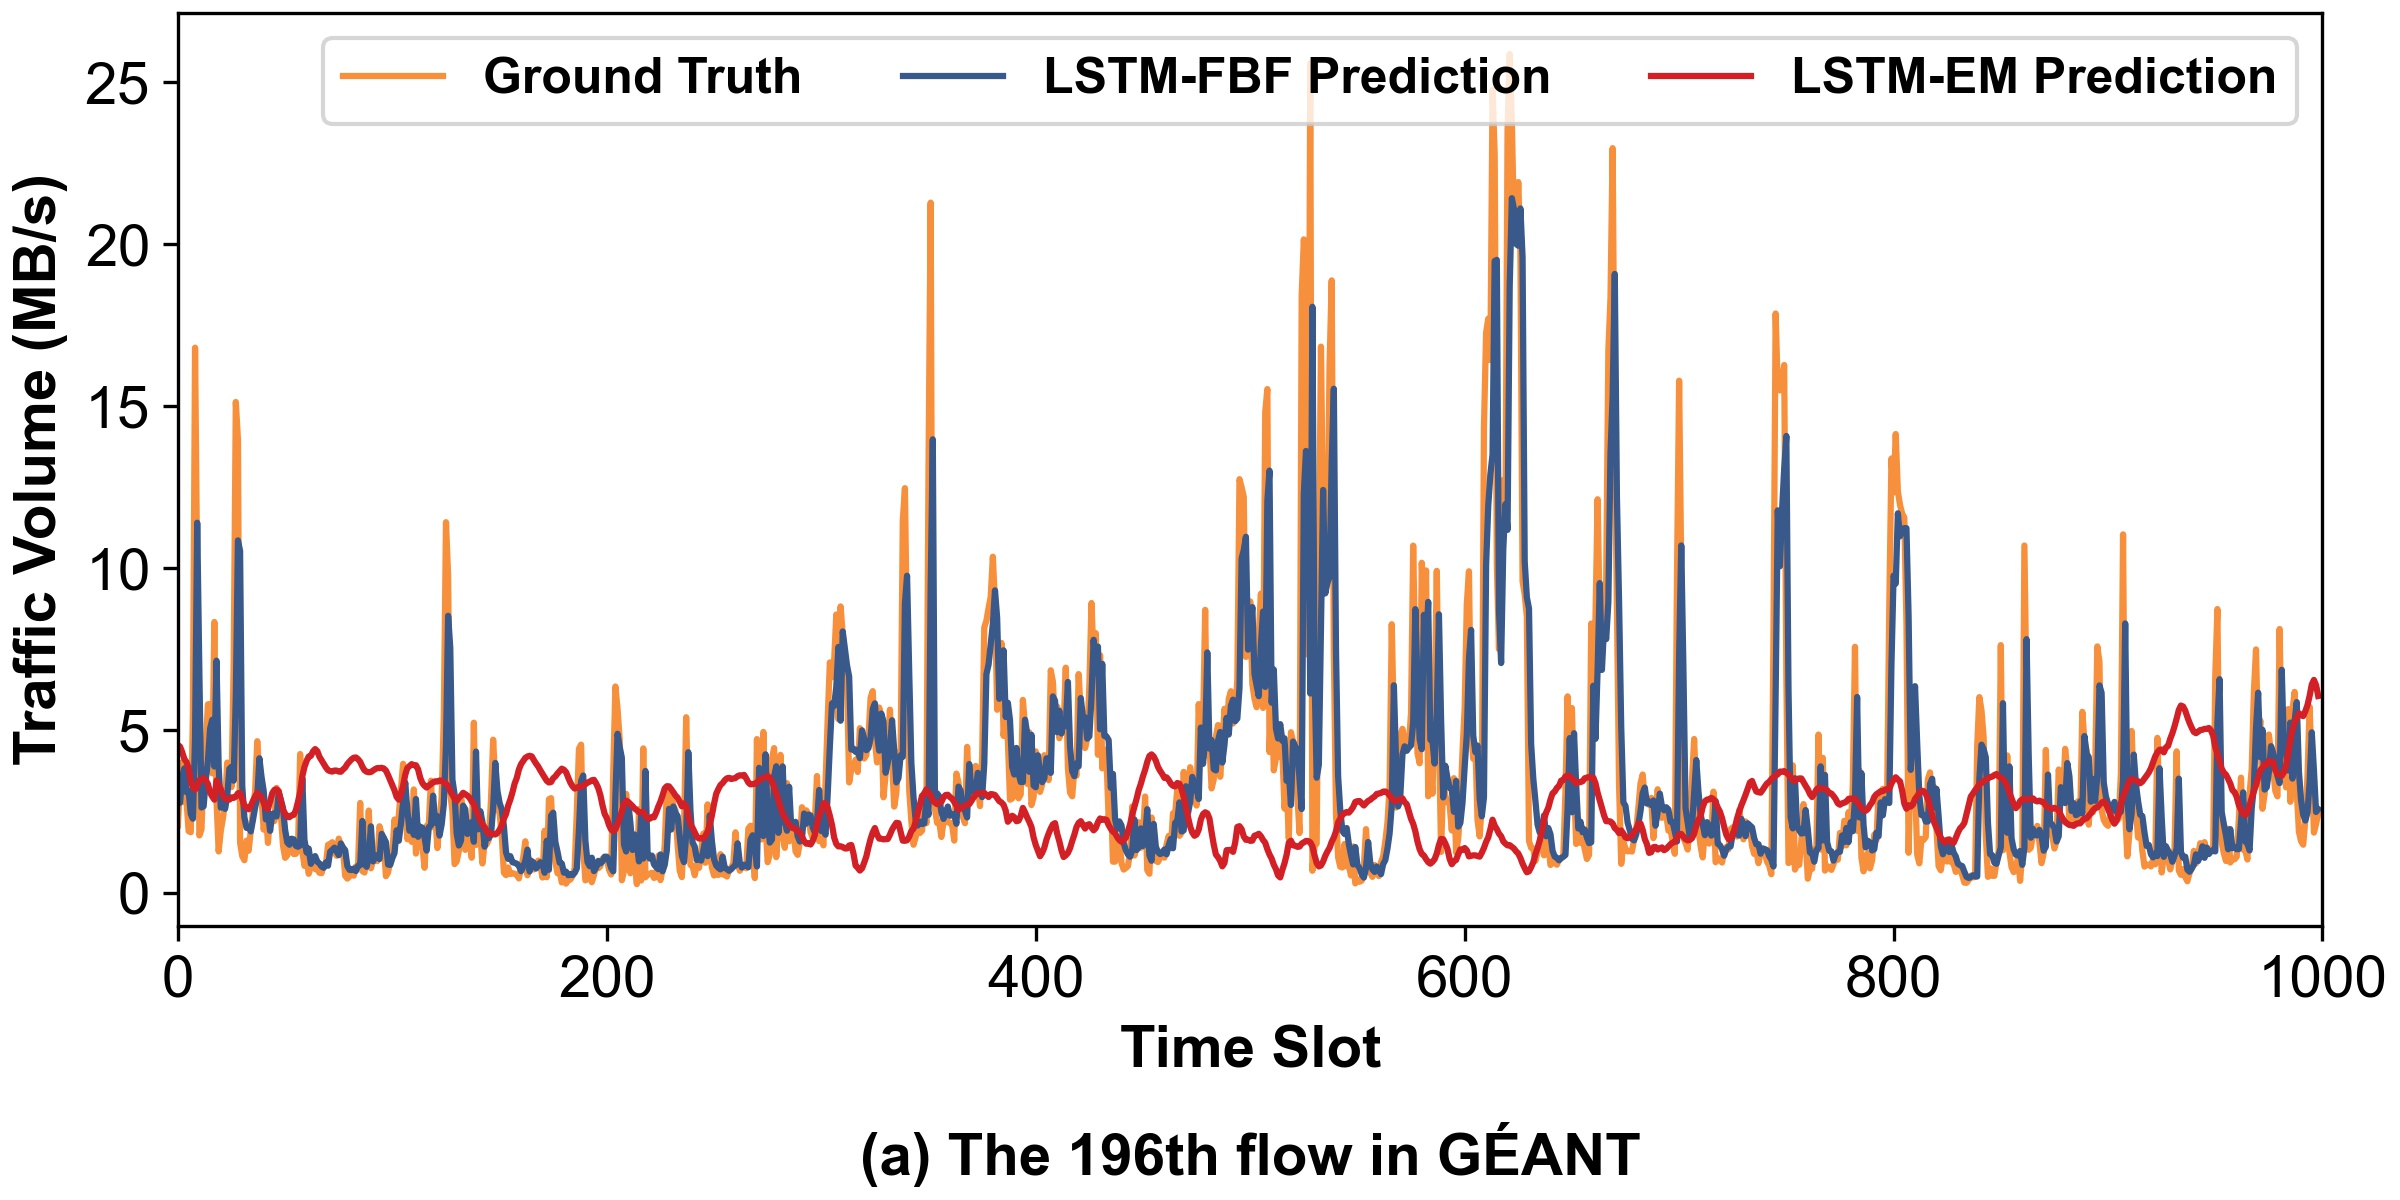 Ground Truth LSTM-FBF Prediction LSTM-EM Prediction
Traffic Volume (MB/s)
25
20
15
10
5
0
0 200 400 600 800 1000
Time Slot
(a) The 196th flow in GÉANT